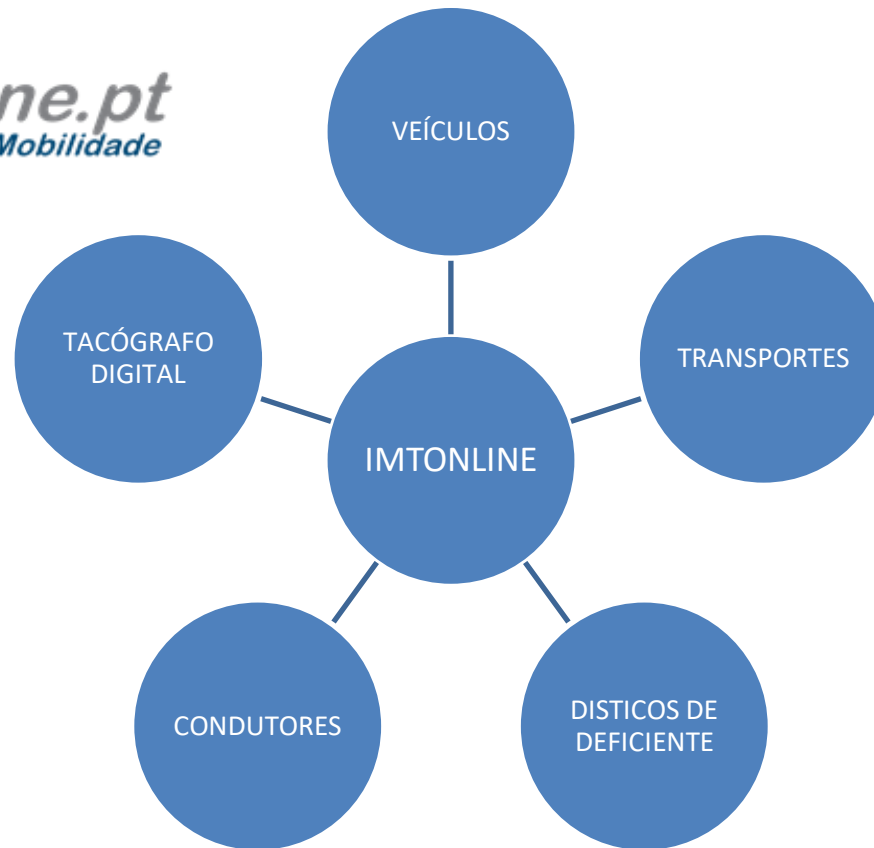 ne.pt
Mobilidade
VEÍCULOS
TACÓGRAFO
DIGITAL
TRANSPORTES
IMTONLINE
CONDUTORES
DISTICOS DE
DEFICIENTE